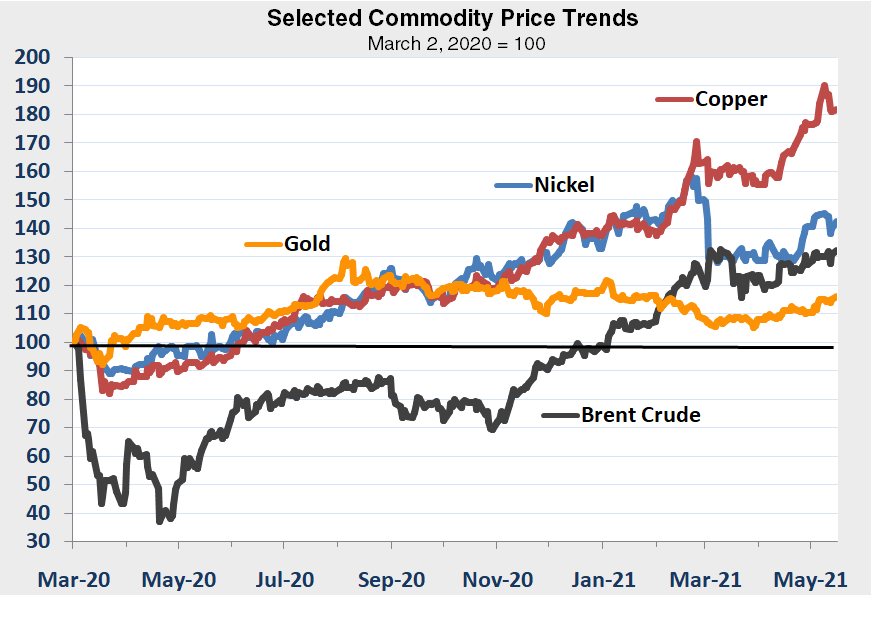 Selected Commodity Price Trends
March 2, 2020 = 100
200
190
180
170
160
150
140
130
120
110
100
90
80
70
60
50
40
30
Copper
Nickel
Gold
Brent Crude
Mar-20 May-20 Jul-20 Sep-20 Nov-20 Jan-21 Mar-21 May-21